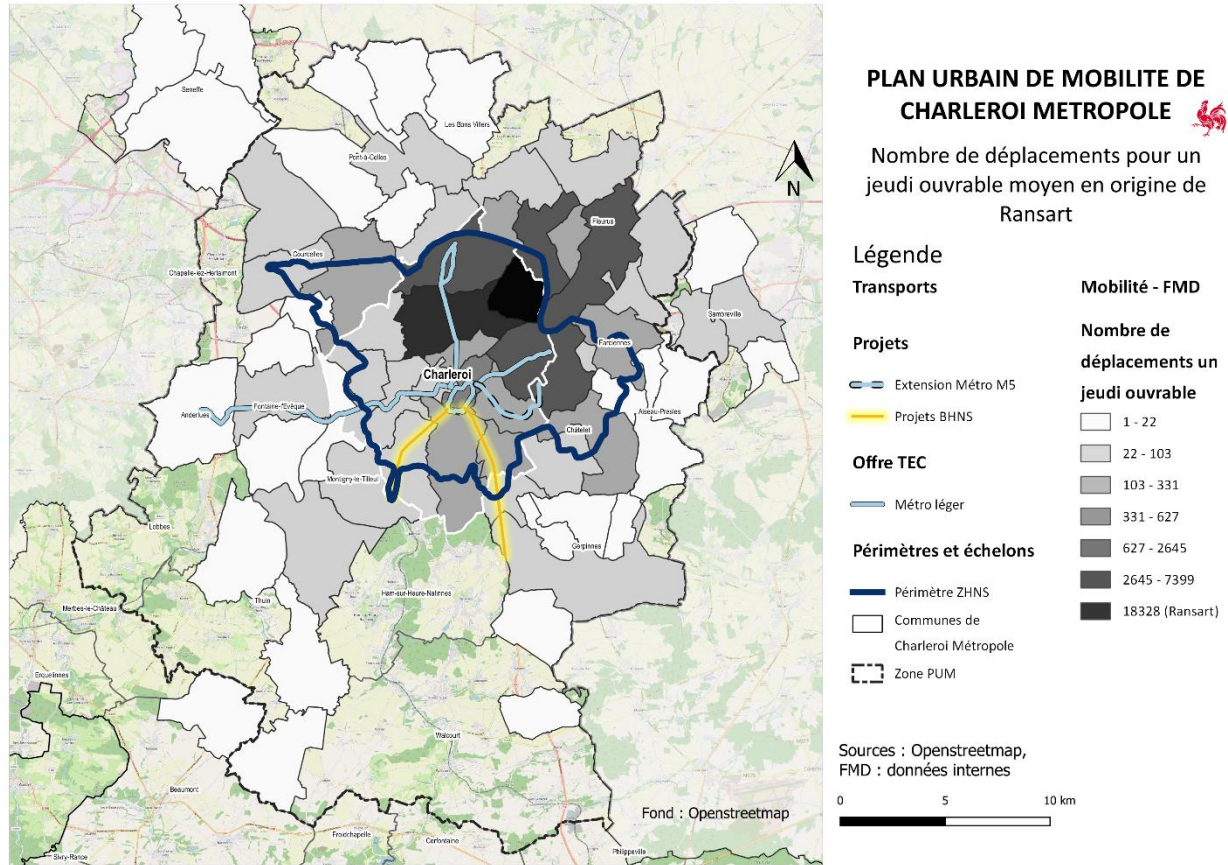 Seneffe
Les Bons Villers
Pont-à-Celles
Fleurus
Courcelles
Chapelle-lez-Herlaimont
Sambreville
Farciennes
Charleroi
Fontaine-l'Evêque
Anderlues
Aiseau-Presles
Châtelet
Montigny-le-Tilleul
Lobbes
Gerpinnes
Ham-sur-Heure-Nalinnes
Thuin
Merbes-le-Château
Erquelinnes
Walcourt
Beaumont
Fond : Openstreetmap
Froidchapelle
Cerfontaine
Sivry-Rance
Philippeville
PLAN URBAIN DE MOBILITE DE
CHARLEROI METROPOLE
N
Nombre de déplacements pour un
jeudi ouvrable moyen en origine de
Ransart
Légende
Transports
Projets
Extension Métro M5
Projets BHNS
Offre TEC
Métro léger
Périmètres et échelons
Périmètre ZHNS
Communes de
Charleroi Métropole
Zone PUM
Mobilité - FMD
Nombre de
déplacements un
jeudi ouvrable
1 - 22
22 - 103
103 - 331
331 - 627
627 - 2645
2645 - 7399
18328 (Ransart)
Sources : Openstreetmap,
FMD : données internes
0 5 10 km